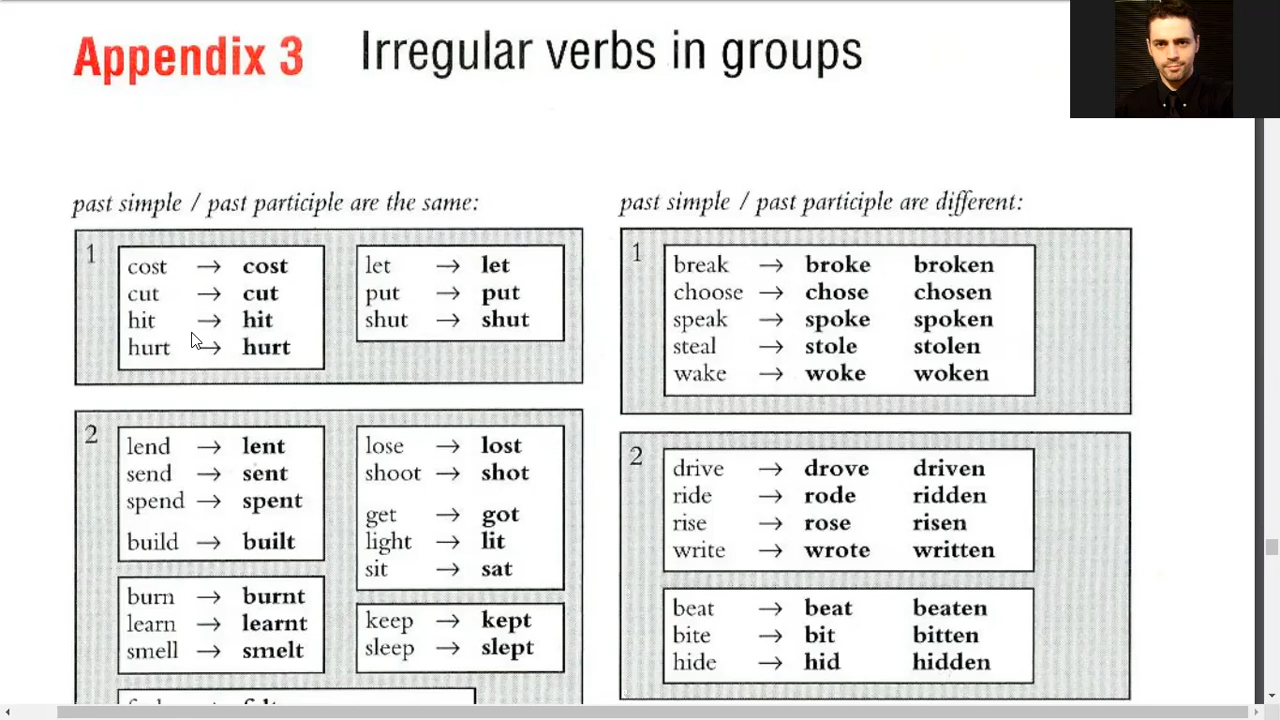 Appendix 3 Irregular verbs in groups
past simple / past participle are the same:
1
cost → cost
cut → cut
hit → hit
hurt → hurt
let → let
put → put
shut → shut
2
lend → lent
send → sent
spend → spent
build → built
burn → burnt
learn → learnt
smell → smelt
lose → lost
shoot → shot
get → got
light → lit
sit → sat
keep → kept
sleep → slept
past simple / past participle are different:
1
break → broke broken
choose → chose chosen
speak → spoke spoken
steal → stole stolen
wake → woke woken
2
drive → drove driven
ride → rode ridden
rise → rose risen
write → wrote written
beat → beat beaten
bite → bit bitten
hide → hid hidden